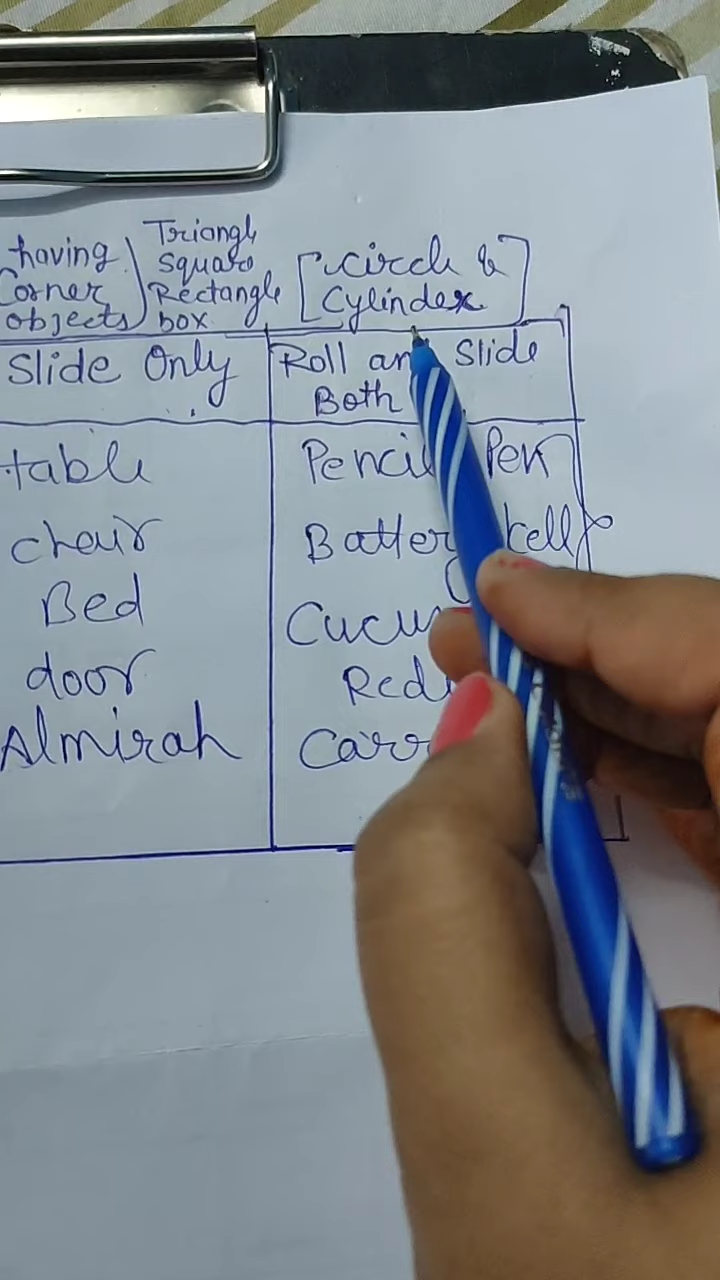 having Corner objects
Triangle Square Rectangle box
[Circle & Cylinder]
Slide Only
Roll and Slide Both
table
Pencil Pen
chair
Battery
Bed
door
Almirah